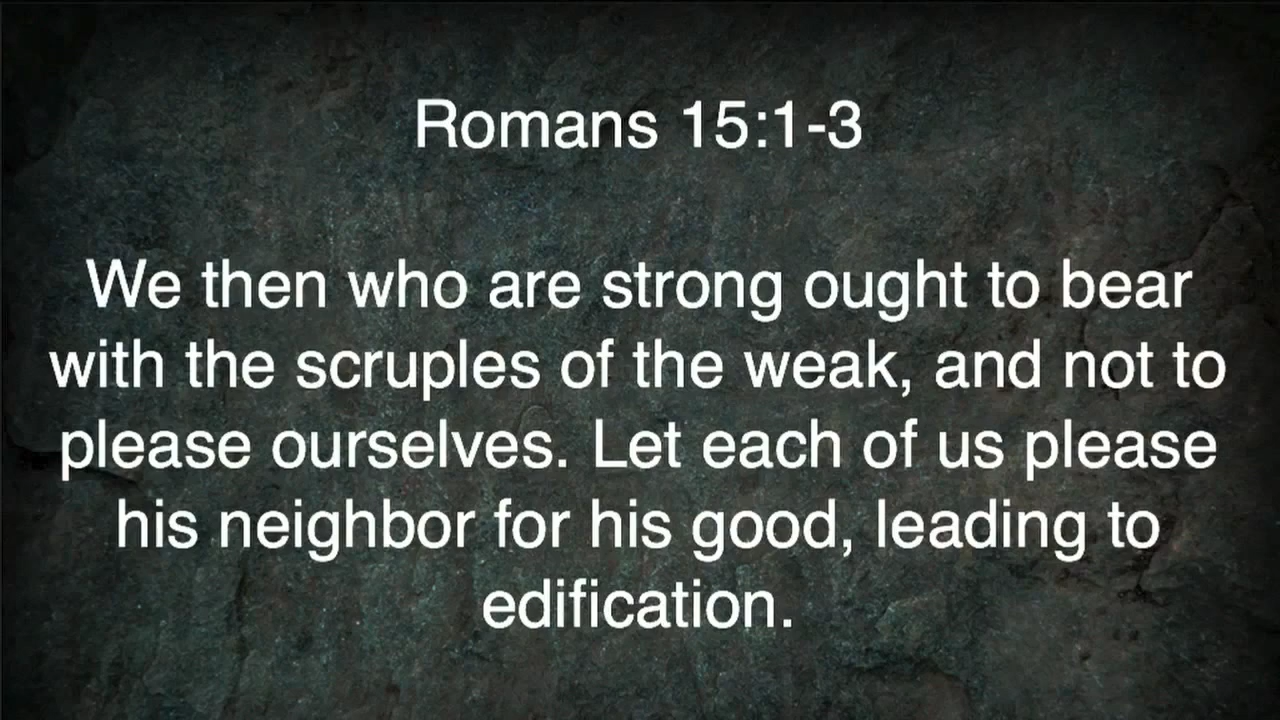 Romans 15:1-3
We then who are strong ought to bear
with the scruples of the weak, and not to
please ourselves. Let each of us please
his neighbor for his good, leading to
edification.